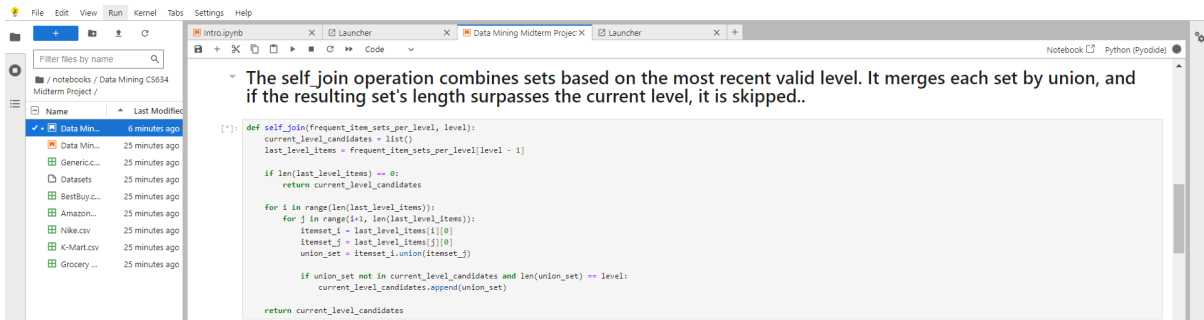 File Edit View Run Kernel Tabs Settings Help
Intro.ipynb
Launcher
Data Mining Midterm Projec
Launcher
Code
Notebook
Python (Pyodide)
Filter files by name
/ notebooks / Data Mining CS634
Midterm Project /
Name
Last Modified
Data Min... 6 minutes ago
Data Min... 25 minutes ago
Generic.c... 25 minutes ago
Datasets 25 minutes ago
BestBuy.c... 25 minutes ago
Amazon... 25 minutes ago
Nike.csv 25 minutes ago
K-Mart.csv 25 minutes ago
Grocery ... 25 minutes ago
The self_join operation combines sets based on the most recent valid level. It merges each set by union, and
if the resulting set's length surpasses the current level, it is skipped..
[*]: def self_join(frequent_item_sets_per_level, level):
current_level_candidates = list()
last_level_items = frequent_item_sets_per_level[level - 1]
if len(last_level_items) == 0:
return current_level_candidates
for i in range(len(last_level_items)):
for j in range(i+1, len(last_level_items)):
itemset_i = last_level_items[i][0]
itemset_j = last_level_items[j][0]
union_set = itemset_i.union(itemset_j)
if union_set not in current_level_candidates and len(union_set) == level:
current_level_candidates.append(union_set)
return current_level_candidates